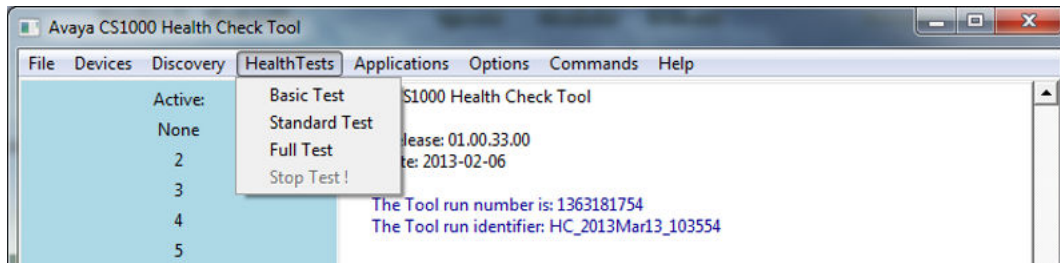 Avaya CS1000 Health Check Tool
File Devices Discovery HealthTests Applications Options Commands Help
Active:
None
2
3
4
5
Basic Test
Standard Test
Full Test
Stop Test !
CS1000 Health Check Tool
lease: 01.00.33.00
te: 2013-02-06
The Tool run number is: 1363181754
The Tool run identifier: HC_2013Mar13_103554